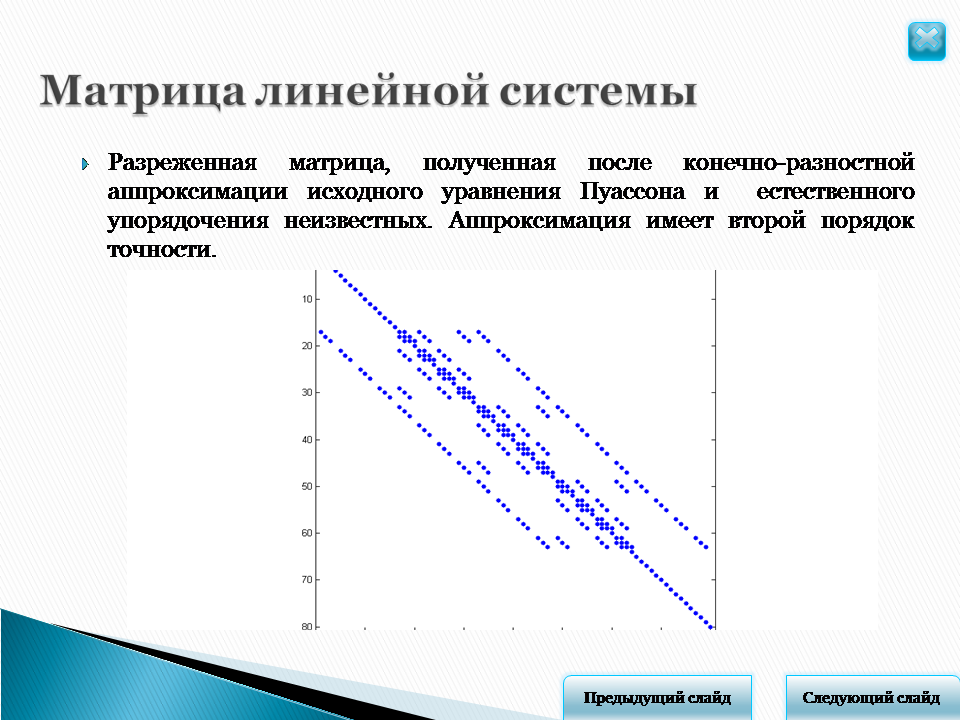 Матрица линейной системы
Разреженная матрица, полученная после конечно-разностной
аппроксимации исходного уравнения Пуассона и естественного
упорядочения неизвестных. Аппроксимация имеет второй порядок
точности.
10
20
30
40
50
60
70
80
Предыдущий слайд
Следующий слайд